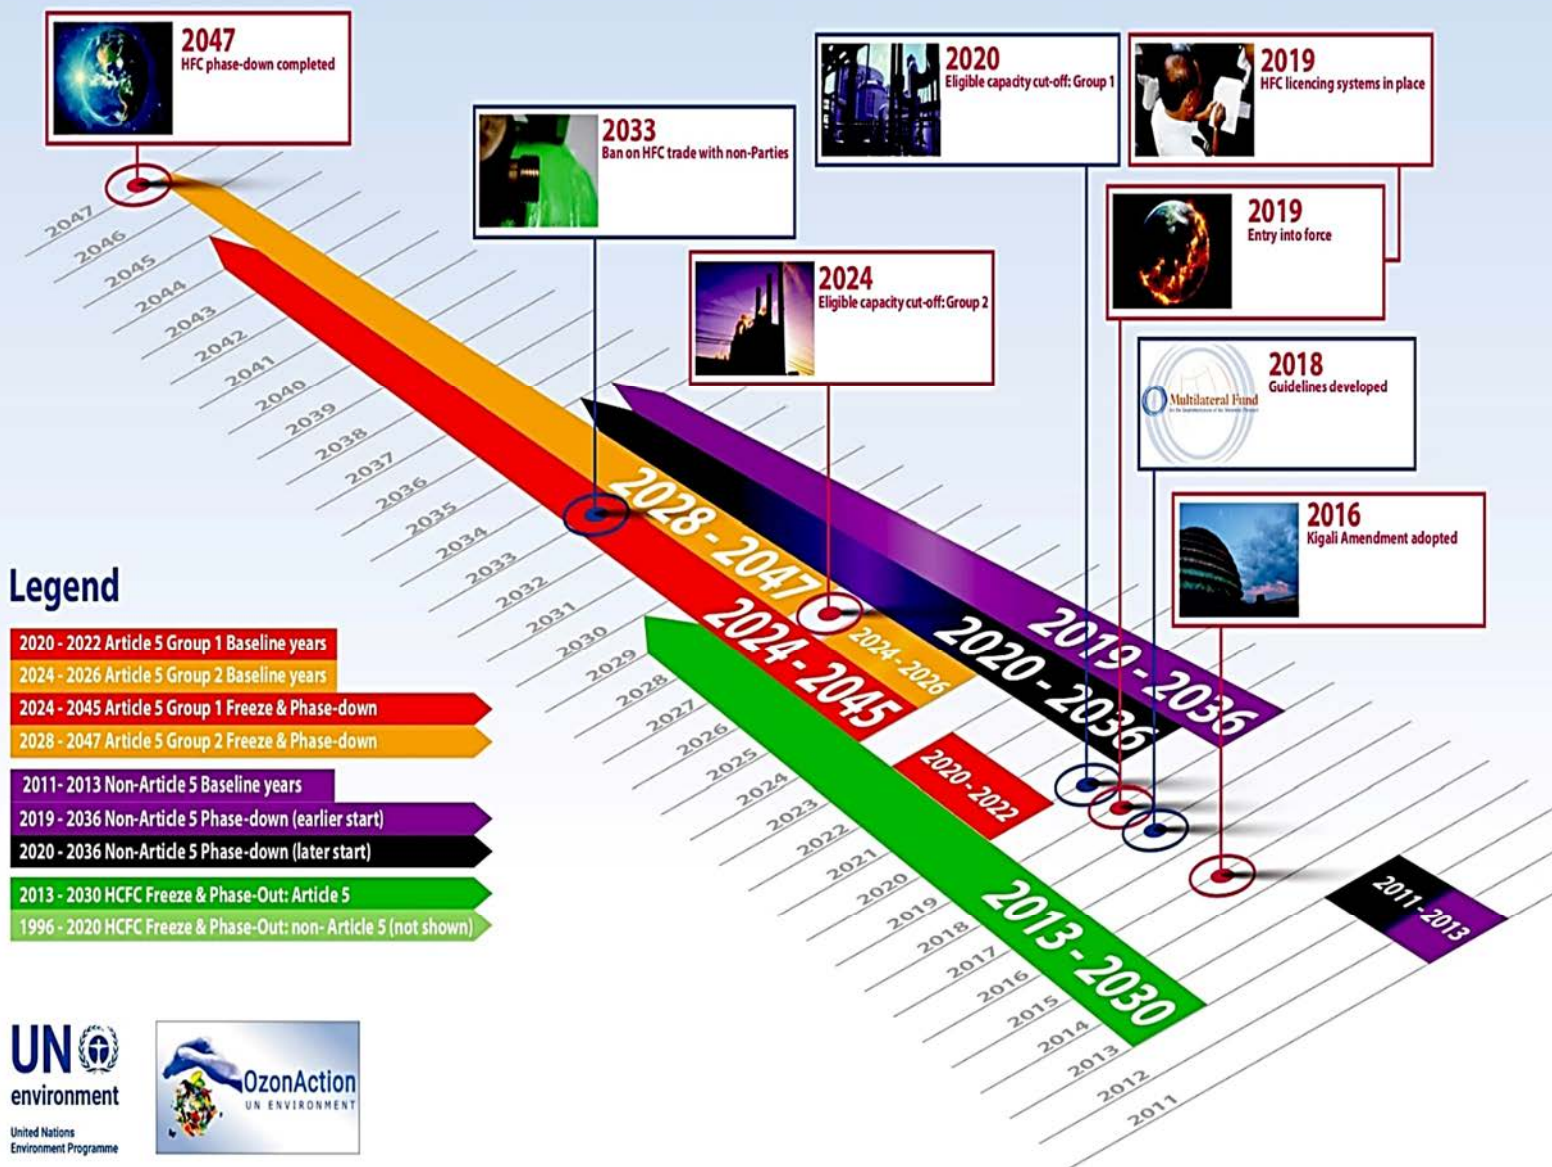 2047
HFC phase-down completed
2033
Ban on HFC trade with non-Parties
2020
Eligible capacity cut-off: Group 1
2019
HFC licencing systems in place
2019
Entry into force
2024
Eligible capacity cut-off: Group 2
2018
Guidelines developed
Multilateral Fund
2016
Kigali Amendment adopted
2047
2046
2045
2044
2043
2042
2041
2040
2039
2038
2037
2036
2035
2034
2033
2032
2031
2030
2029
2028
2027
2026
2025
2024
2023
2022
2021
2020
2019
2018
2017
2016
2015
2014
2013
2012
2011
2028 - 2047
2024 - 2026
2024 - 2045
2020 - 2022
2019 - 2036
2020 - 2036
2013 - 2030
2011 - 2013
Legend
2020 - 2022 Article 5 Group 1 Baseline years
2024 - 2026 Article 5 Group 2 Baseline years
2024 - 2045 Article 5 Group 1 Freeze & Phase-down
2028 - 2047 Article 5 Group 2 Freeze & Phase-down
2011- 2013 Non-Article 5 Baseline years
2019 - 2036 Non-Article 5 Phase-down (earlier start)
2020 - 2036 Non-Article 5 Phase-down (later start)
2013 - 2030 HCFC Freeze & Phase-Out: Article 5
1996 - 2020 HCFC Freeze & Phase-Out: non- Article 5 (not shown)
UN
environment
United Nations
Environment Programme
OzonAction
UN ENVIRONMENT